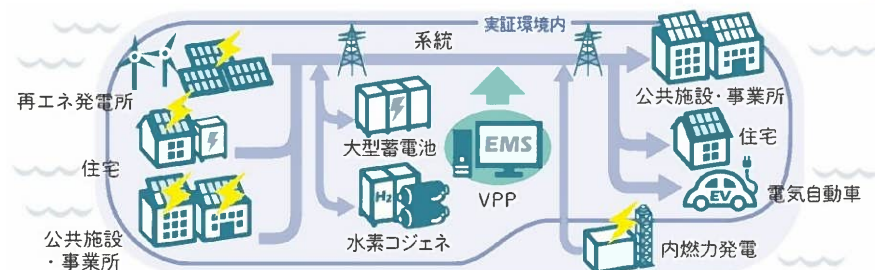 実証環境内
系統
再エネ発電所
公共施設・事業所
大型蓄電池
EMS
住宅
住宅
H₂
VPP
EV
電気自動車
公共施設
・事業所
水素コジェネ
内燃力発電